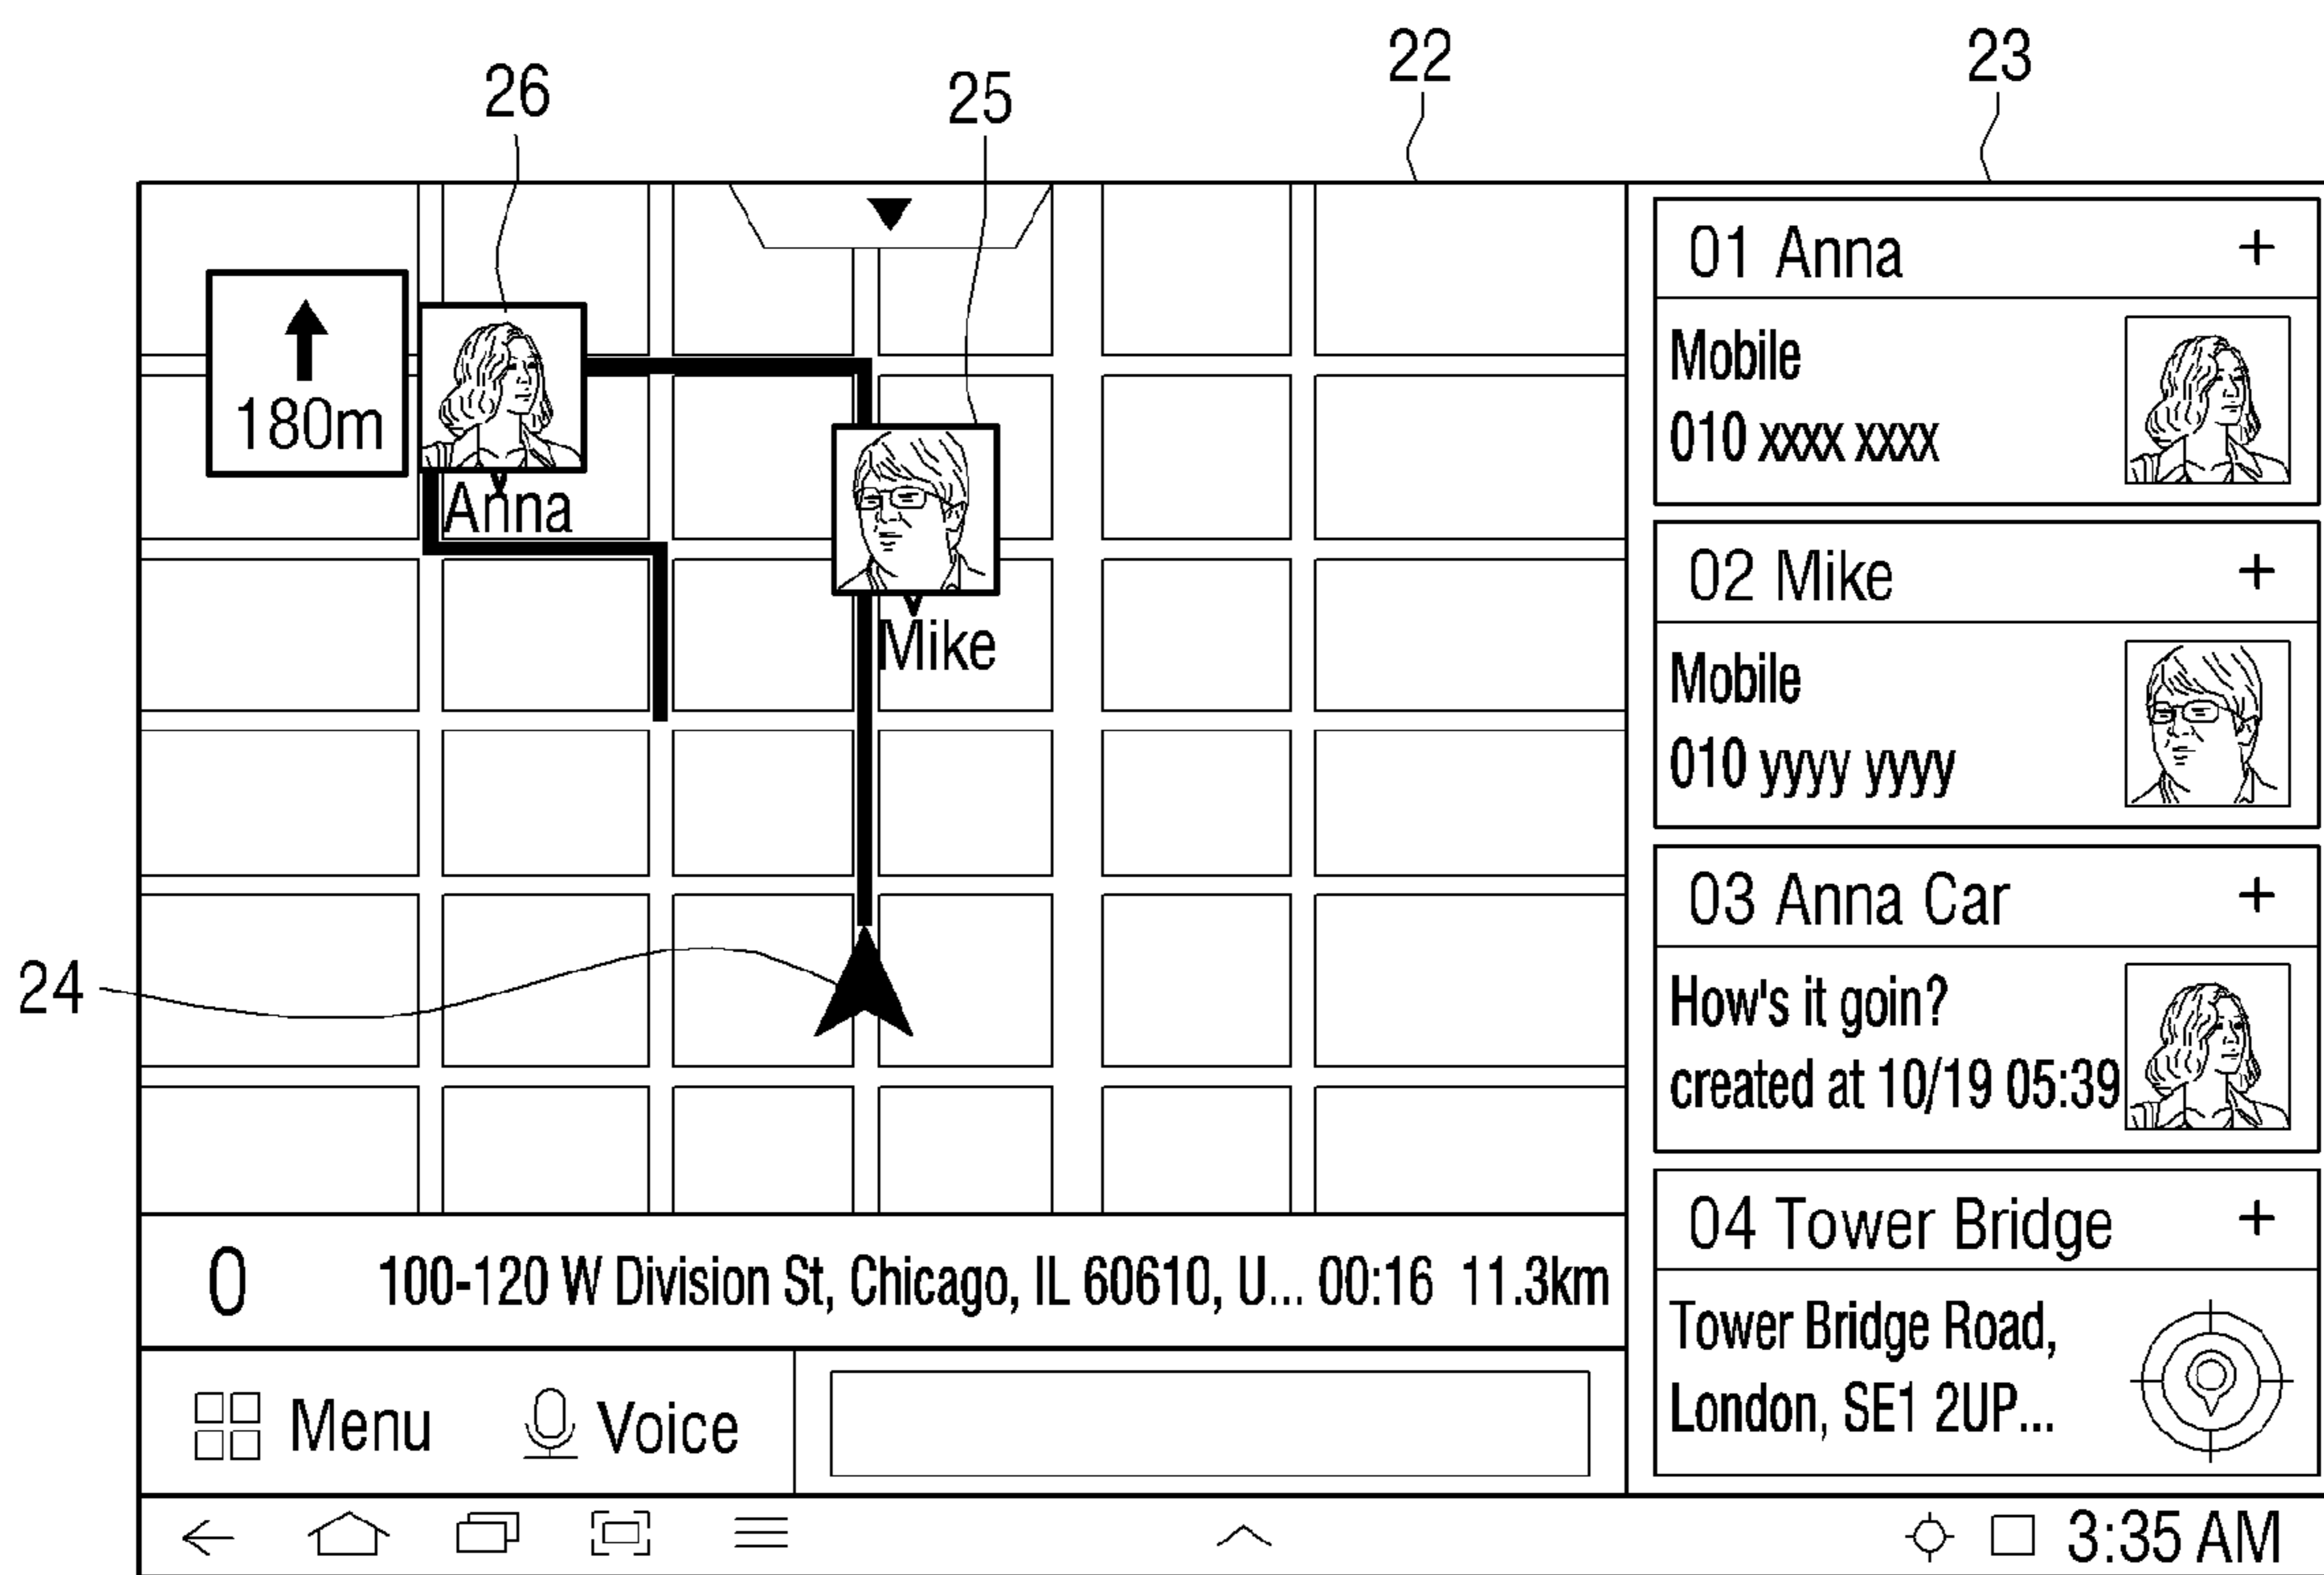 26
25
22
23
180m
Anna
Mike
24
0 100-120 W Division St, Chicago, IL 60610, U... 00:16 11.3km
Menu
Voice
01 Anna +
Mobile
010 xxxx xxxx
02 Mike +
Mobile
010 yyyy yyyy
03 Anna Car +
How's it goin?
created at 10/19 05:39
04 Tower Bridge +
Tower Bridge Road,
London, SE1 2UP...
3:35 AM